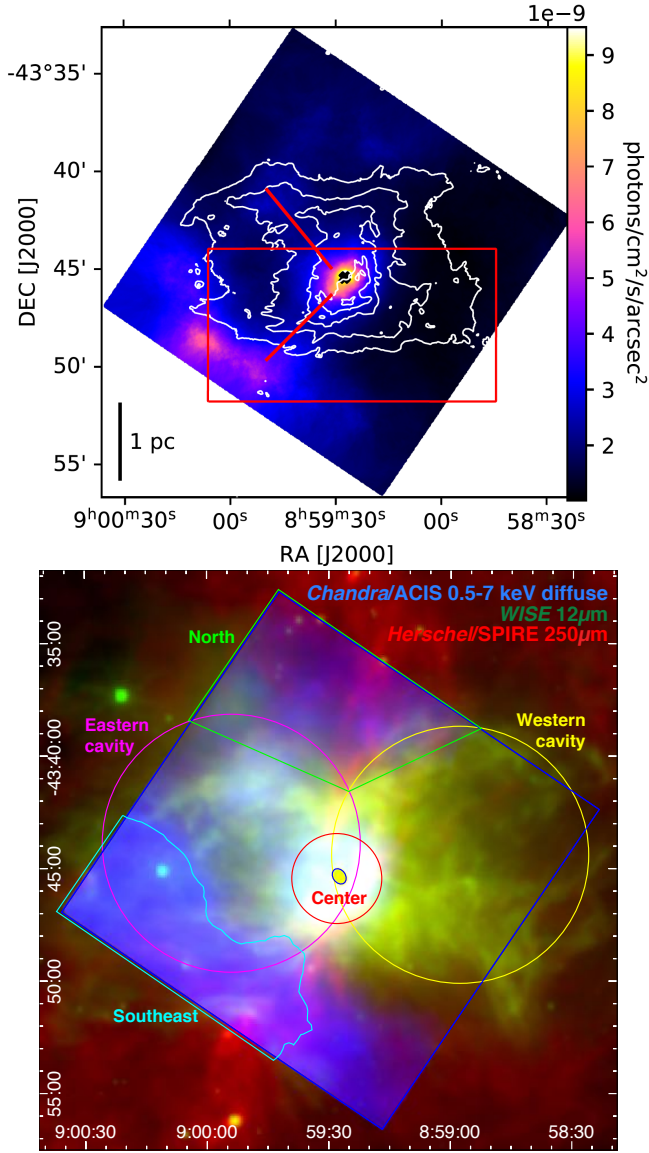 1e−9
-43°35'
40'
45'
50'
55'
DEC [J2000]
1 pc
9
8
7
6
5
4
3
2
photons/cm²/s/arcsec²
9ʰ00ᵐ30ˢ 00ˢ 8ʰ59ᵐ30ˢ 00ˢ 58ᵐ30ˢ
RA [J2000]
Chandra/ACIS 0.5-7 keV diffuse
WISE 12μm
Herschel/SPIRE 250μm
North
Eastern
cavity
Western
cavity
Center
Southeast
35:00
-43:40:00
45:00
50:00
55:00
9:00:30 9:00:00 59:30 8:59:00 58:30